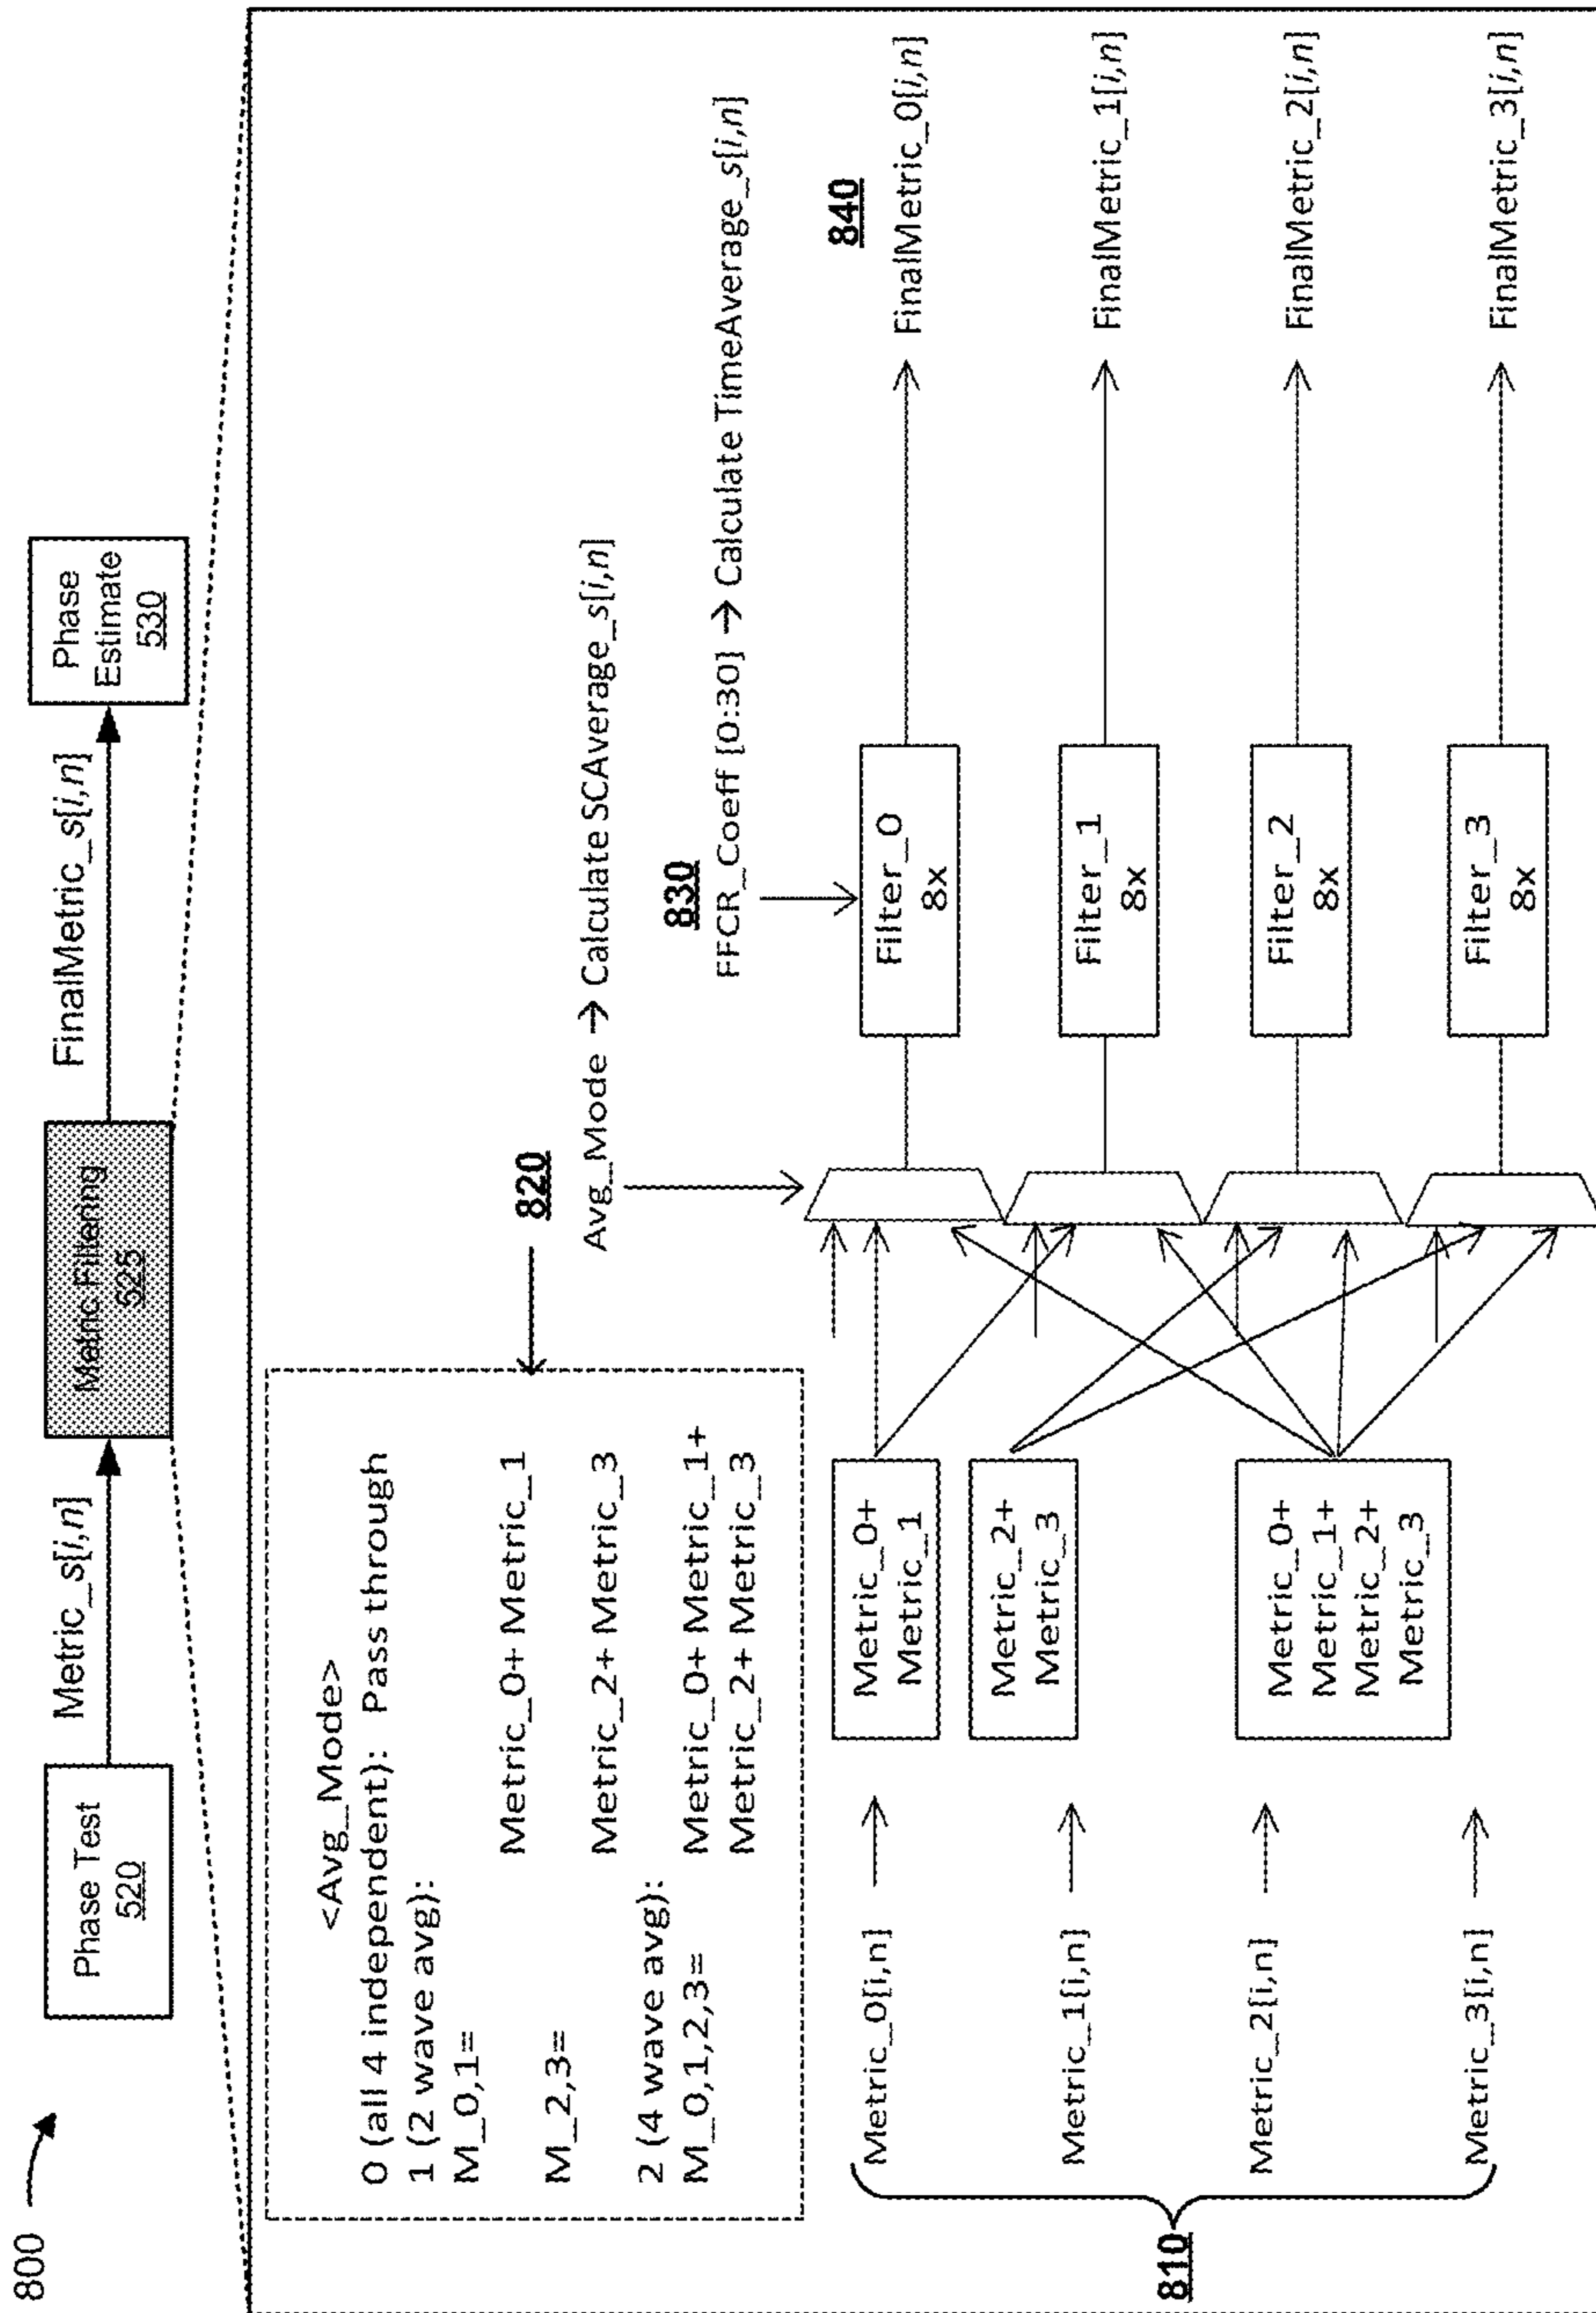 800
Phase Test
520
Metric_s[i,n]
Metric Filtering
525
FinalMetric_s[i,n]
Phase
Estimate
530
<Avg_Mode>
0 (all 4 independent): Pass through
1 (2 wave avg):
M_0,1=
Metric_0+ Metric_1
M_2,3=
Metric_2+ Metric_3
2 (4 wave avg):
M_0,1,2,3= Metric_0+ Metric_1+
Metric_2+ Metric_3
820
Avg_Mode → Calculate SCAverage_s[i,n]
830
FFCR_Coeff [0:30] → Calculate TimeAverage_s[i,n]
840
810
Metric_0[i,n]
Metric_1[i,n]
Metric_2[i,n]
Metric_3[i,n]
Metric_0+
Metric_1
Metric_2+
Metric_3
Metric_0+
Metric_1+
Metric_2+
Metric_3
Filter_0
8x
Filter_1
8x
Filter_2
8x
Filter_3
8x
FinalMetric_0[i,n]
FinalMetric_1[i,n]
FinalMetric_2[i,n]
FinalMetric_3[i,n]